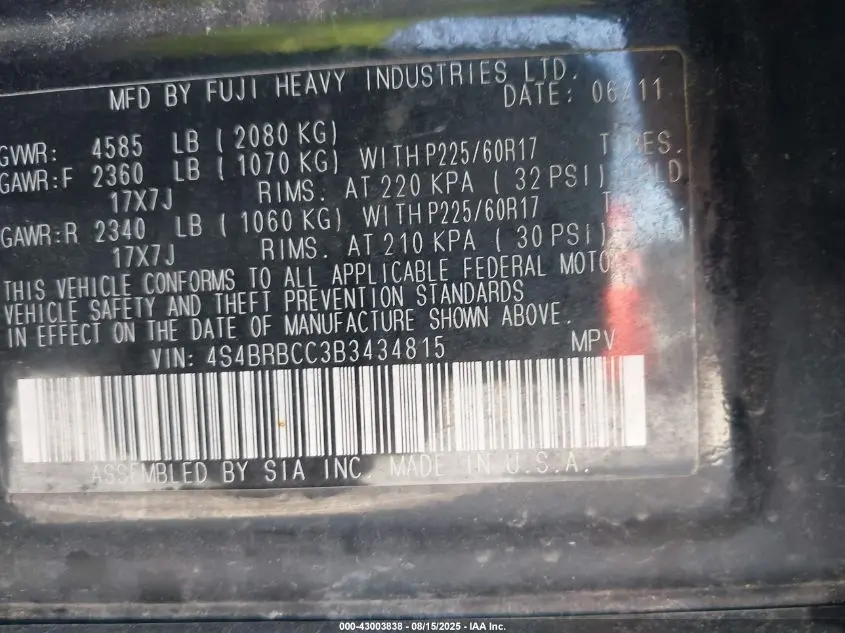 MFD BY FUJI HEAVY INDUSTRIES LTD.
DATE: 06/11
GVWR: 4585 LB ( 2080 KG)
GAWR:F 2360 LB ( 1070 KG) WITH P225/60R17
17X7J RIMS. AT 220 KPA ( 32 PSI)
GAWR:R 2340 LB ( 1060 KG) WITH P225/60R17
17X7J RIMS. AT 210 KPA ( 30 PSI)
THIS VEHICLE CONFORMS TO ALL APPLICABLE FEDERAL MOTOR
VEHICLE SAFETY AND THEFT PREVENTION STANDARDS
IN EFFECT ON THE DATE OF MANUFACTURE SHOWN ABOVE.
VIN: 4S4BRBCC3B3434815 MPV
ASSEMBLED BY SIA INC. MADE IN U.S.A.
000-43003838 - 08/15/2025 - IAA Inc.